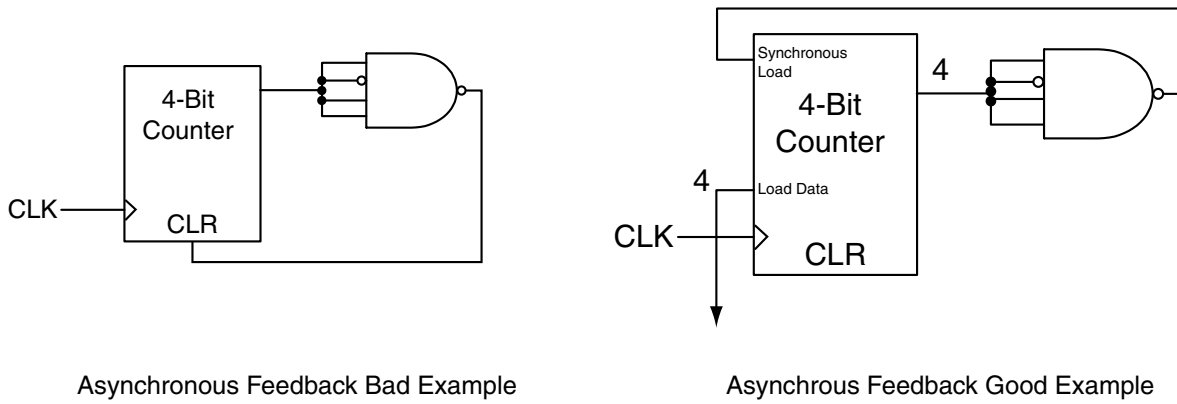 4-Bit
Counter
CLK
CLR
Asynchronous Feedback Bad Example
Synchronous
Load
4
4-Bit
Counter
4
Load Data
CLK
CLR
Asynchrous Feedback Good Example